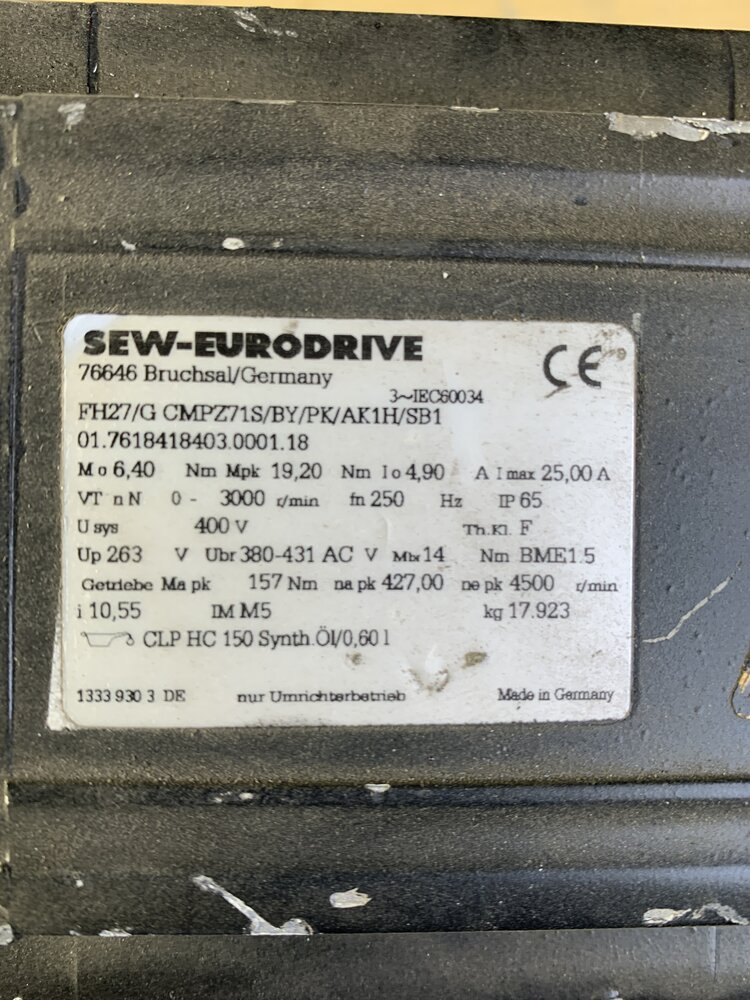 SEW-EURODRIVE
CE
76646 Bruchsal/Germany
3~IEC60034
FH27/G CMPZ71S/BY/PK/AK1H/SB1
01.7618418403.0001.18
Mo 6,40 Nm Mpk 19,20 Nm Io 4,90 A Imax 25,00 A
VT nN 0 - 3000 r/min fn 250 Hz IP 65
Usys 400 V Th.Kl. F
Up 263 V Ubr 380-431 AC V Mbr 14 Nm BME1.5
Getriebe Ma pk 157 Nm na pk 427,00 ne pk 4500 r/min
i 10,55 IM M5 kg 17.923
CLP HC 150 Synth.Öl/0,60 l
1333 930 3 DE nur Umrichterbetrieb Made in Germany